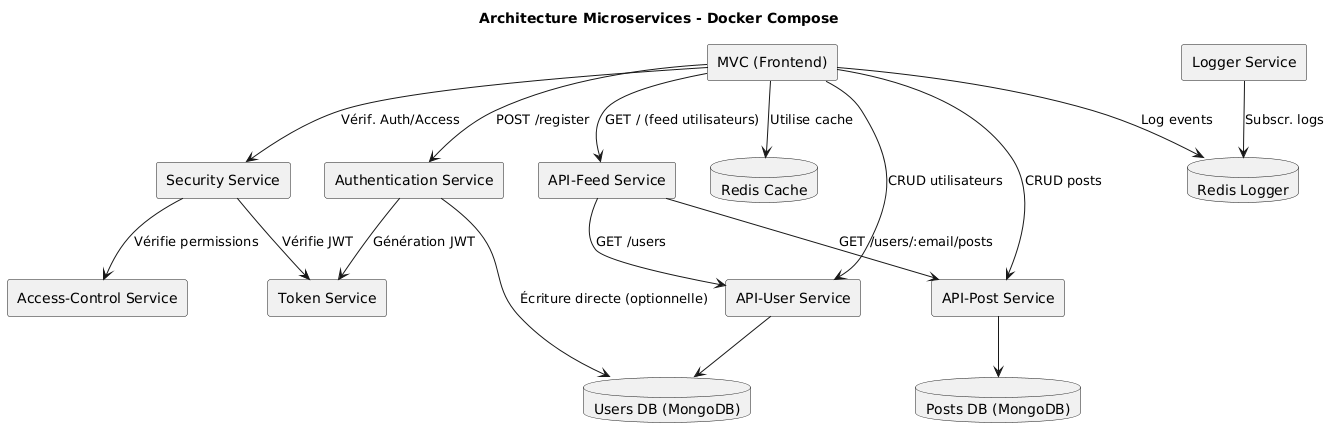 Architecture Microservices - Docker Compose
MVC (Frontend)
Logger Service
Vérif. Auth/Access
POST /register
GET / (feed utilisateurs)
Utilise cache
Log events
Subscr. logs
Security Service
Authentication Service
API-Feed Service
Redis Cache
CRUD utilisateurs
CRUD posts
Redis Logger
Vérifie permissions
Vérifie JWT
Génération JWT
GET /users
GET /users/:email/posts
Access-Control Service
Token Service
Écriture directe (optionnelle)
API-User Service
API-Post Service
Users DB (MongoDB)
Posts DB (MongoDB)